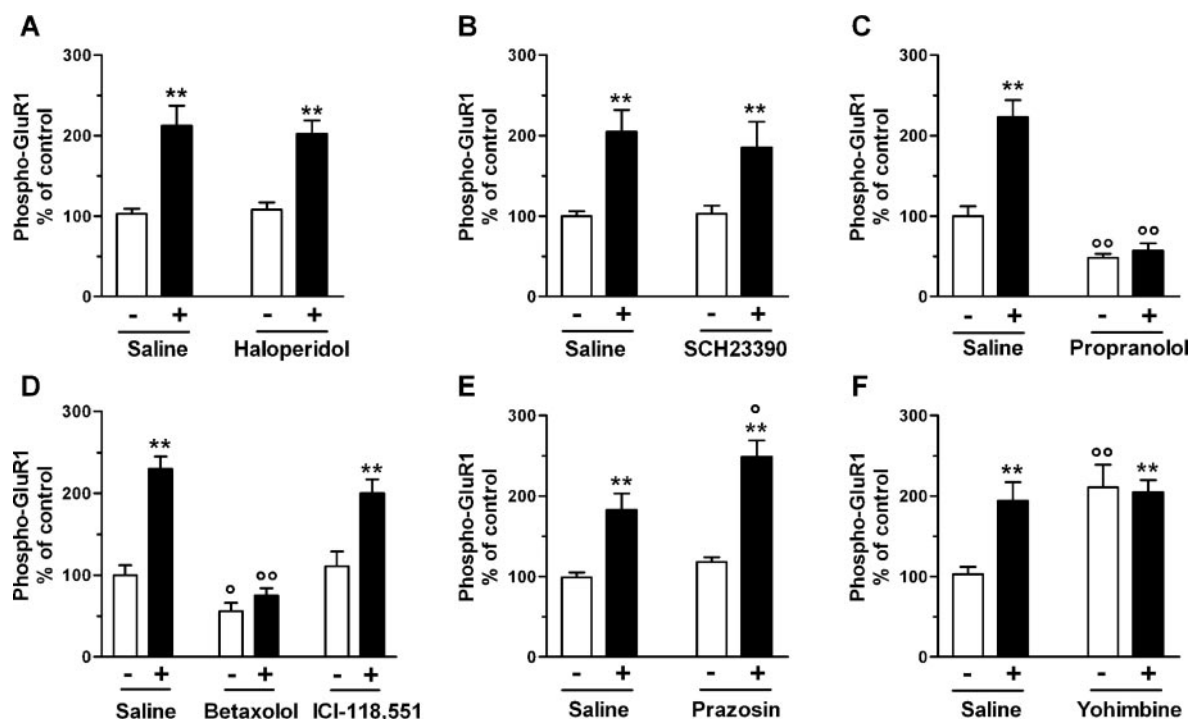 A
Phospho-GluR1
% of control
300
200
100
0
**
**
- + - +
Saline Haloperidol
B
Phospho-GluR1
% of control
300
200
100
0
**
**
- + - +
Saline SCH23390
C
Phospho-GluR1
% of control
300
200
100
0
**
°° °°
- + - +
Saline Propranolol
D
Phospho-GluR1
% of control
300
200
100
0
**
° °°
**
- + - + - +
Saline Betaxolol ICI-118,551
E
Phospho-GluR1
% of control
300
200
100
0
**
°
**
- + - +
Saline Prazosin
F
Phospho-GluR1
% of control
300
200
100
0
**
°° **
- + - +
Saline Yohimbine